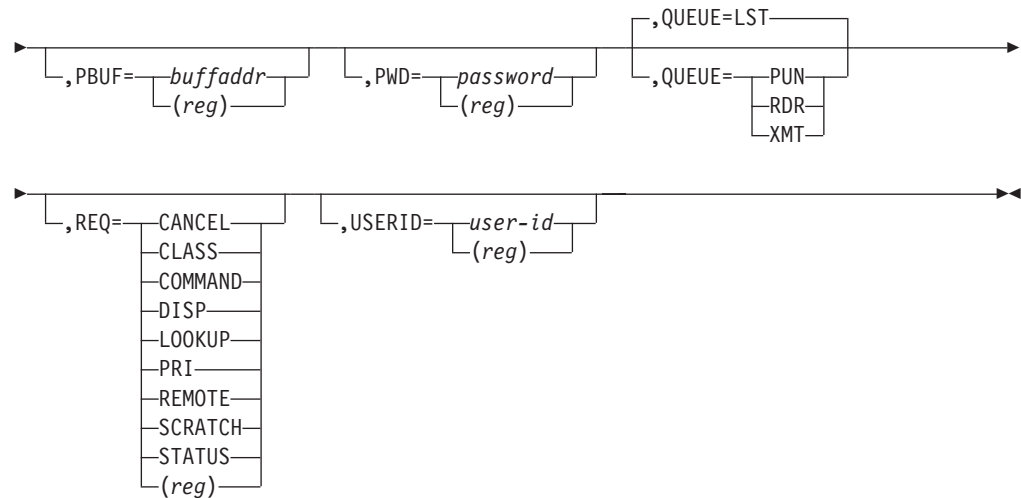 ,QUEUE=LST
,PBUF= buffaddr ,PWD= password ,QUEUE= PUN
(reg) (reg) RDR
XMT
,REQ= CANCEL ,USERID= user-id
CLASS (reg)
COMMAND
DISP
LOOKUP
PRI
REMOTE
SCRATCH
STATUS
(reg)